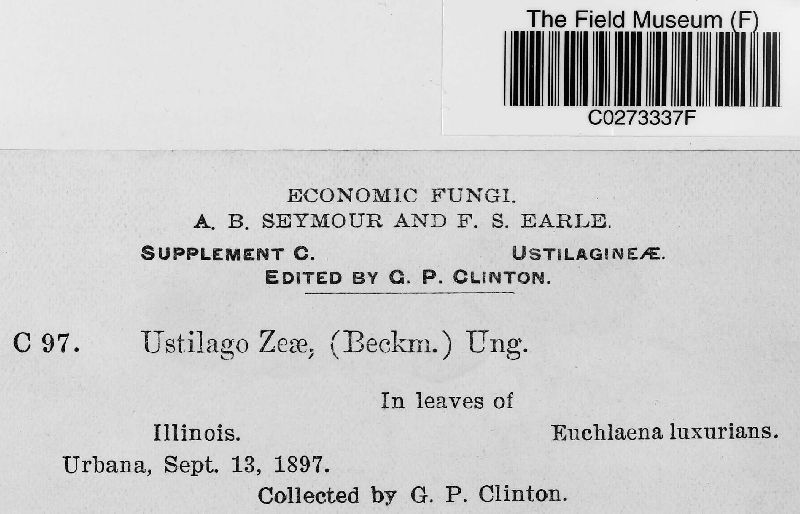 The Field Museum (F)
C0273337F
ECONOMIC FUNGI.
A. B. SEYMOUR AND F. S. EARLE.
SUPPLEMENT C. USTILAGINEÆ.
EDITED BY G. P. CLINTON.
C 97. Ustilago Zeæ, (Beckm.) Ung.
In leaves of
Illinois. Euchlaena luxurians.
Urbana, Sept. 13, 1897.
Collected by G. P. Clinton.